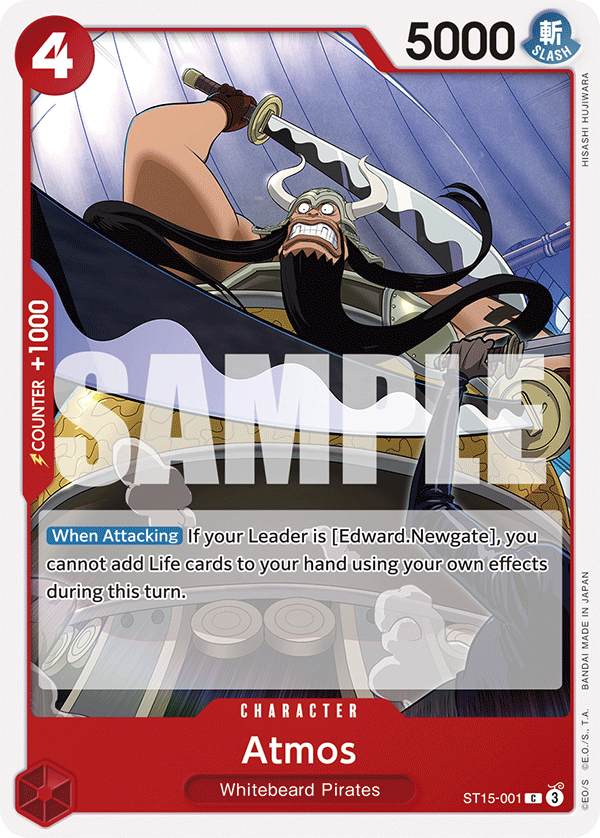 4
5000
斬
SLASH
HISASHI HUJIWARA
COUNTER +1000
SAMPLE
When Attacking If your Leader is [Edward.Newgate], you
cannot add Life cards to your hand using your own effects
during this turn.
©E.O./S., T.A. BANDAI MADE IN JAPAN
©EO/S
CHARACTER
Atmos
Whitebeard Pirates
ST15-001 C 3